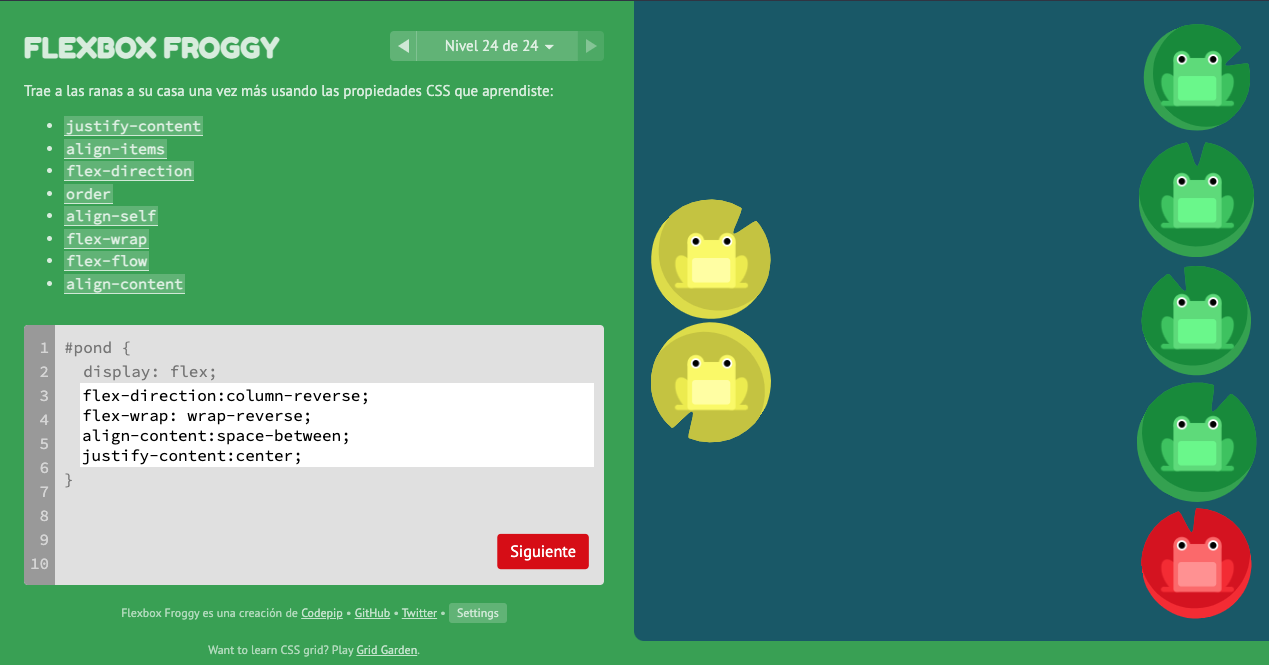 FLEXBOX FROGGY
Nivel 24 de 24
Trae a las ranas a su casa una vez más usando las propiedades CSS que aprendiste:
justify-content
align-items
flex-direction
order
align-self
flex-wrap
flex-flow
align-content
1 #pond {
2 display: flex;
3 flex-direction:column-reverse;
4 flex-wrap: wrap-reverse;
5 align-content:space-between;
6 justify-content:center;
7 }
8
9
10
Siguiente
Flexbox Froggy es una creación de Codepip • GitHub • Twitter • Settings
Want to learn CSS grid? Play Grid Garden.